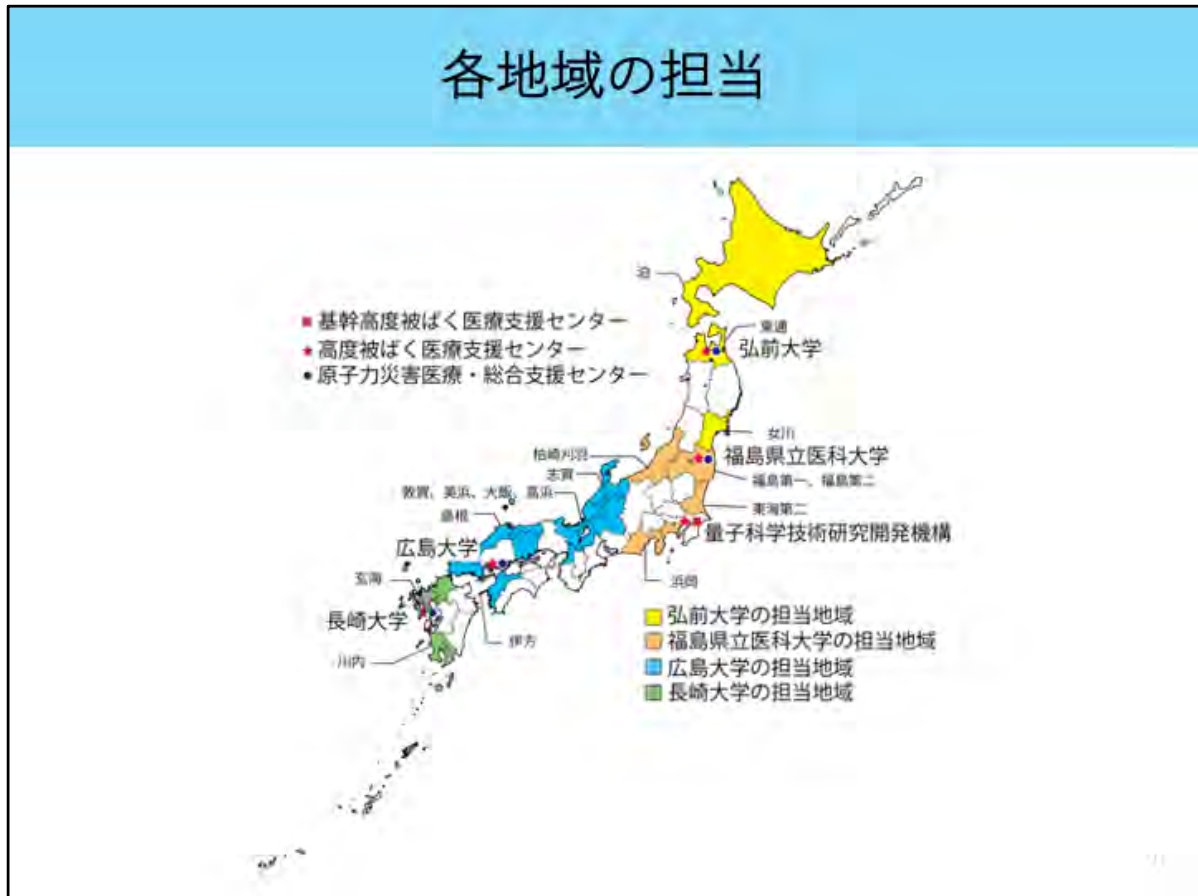 各地域の担当
泊
■ 基幹高度被ばく医療支援センター
★ 高度被ばく医療支援センター
● 原子力災害医療・総合支援センター
東通
弘前大学
女川
柏崎刈羽
福島県立医科大学
志賀
福島第一、福島第二
敦賀、美浜、大飯、高浜
東海第二
島根
量子科学技術研究開発機構
広島大学
浜岡
玄海
長崎大学
伊方
川内
弘前大学の担当地域
福島県立医科大学の担当地域
広島大学の担当地域
長崎大学の担当地域